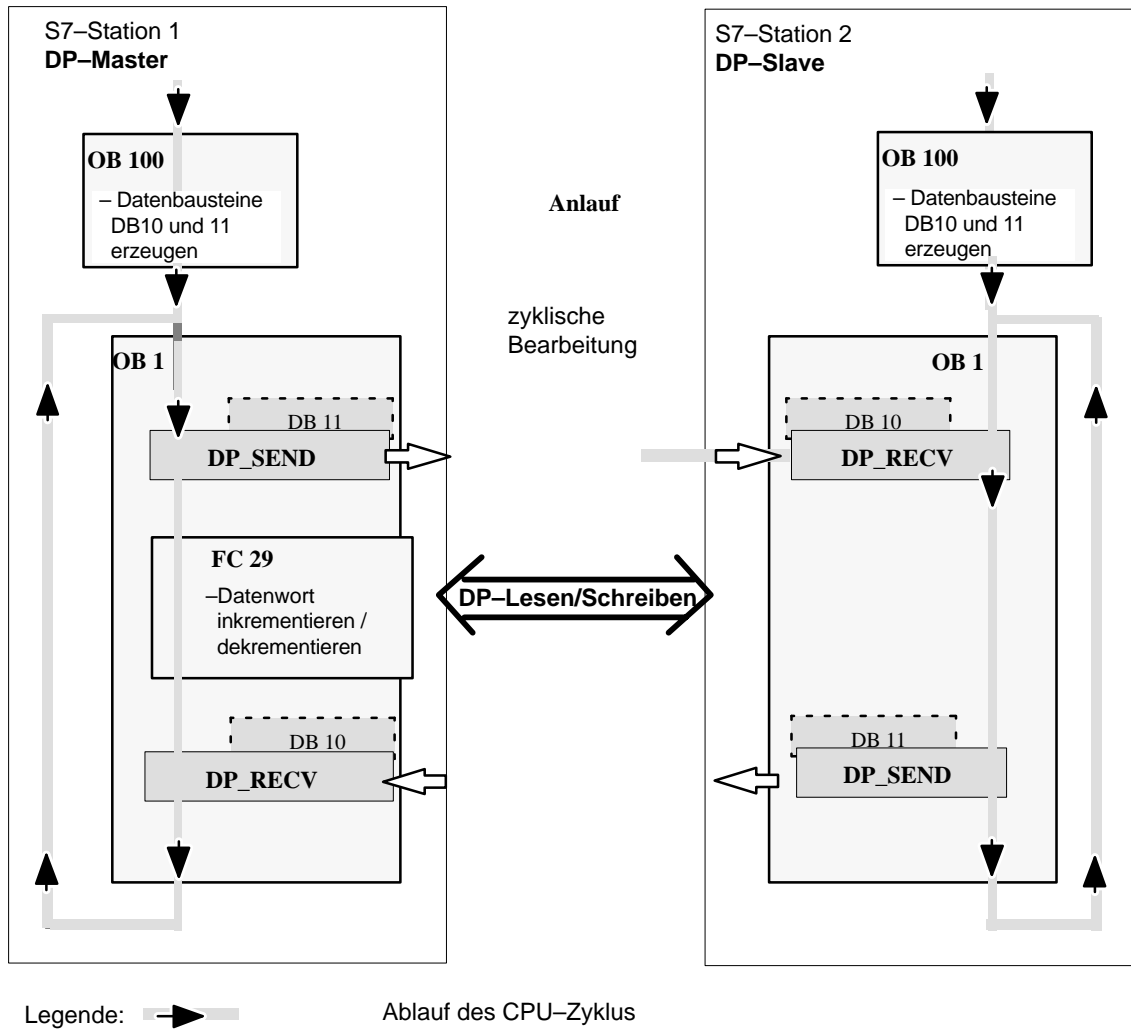 S7–Station 1
DP–Master
OB 100
– Datenbausteine
DB10 und 11
erzeugen
OB 1
DB 11
DP_SEND
FC 29
–Datenwort
inkrementieren /
dekrementieren
DB 10
DP_RECV
Anlauf
zyklische
Bearbeitung
DP–Lesen/Schreiben
S7–Station 2
DP–Slave
OB 100
– Datenbausteine
DB10 und 11
erzeugen
OB 1
DB 10
DP_RECV
DB 11
DP_SEND
Legende:
Ablauf des CPU–Zyklus